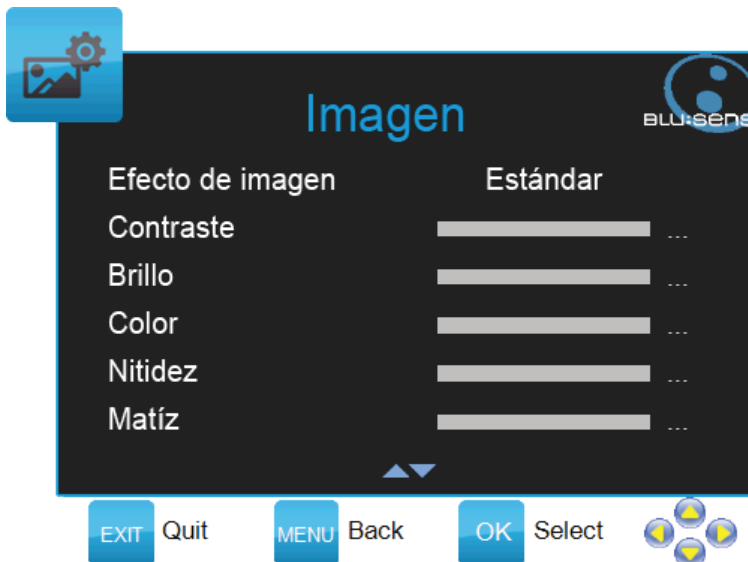 Imagen
BLU:sens
Efecto de imagen Estándar
Contraste ...
Brillo ...
Color ...
Nitidez ...
Matíz ...
EXIT Quit MENU Back OK Select